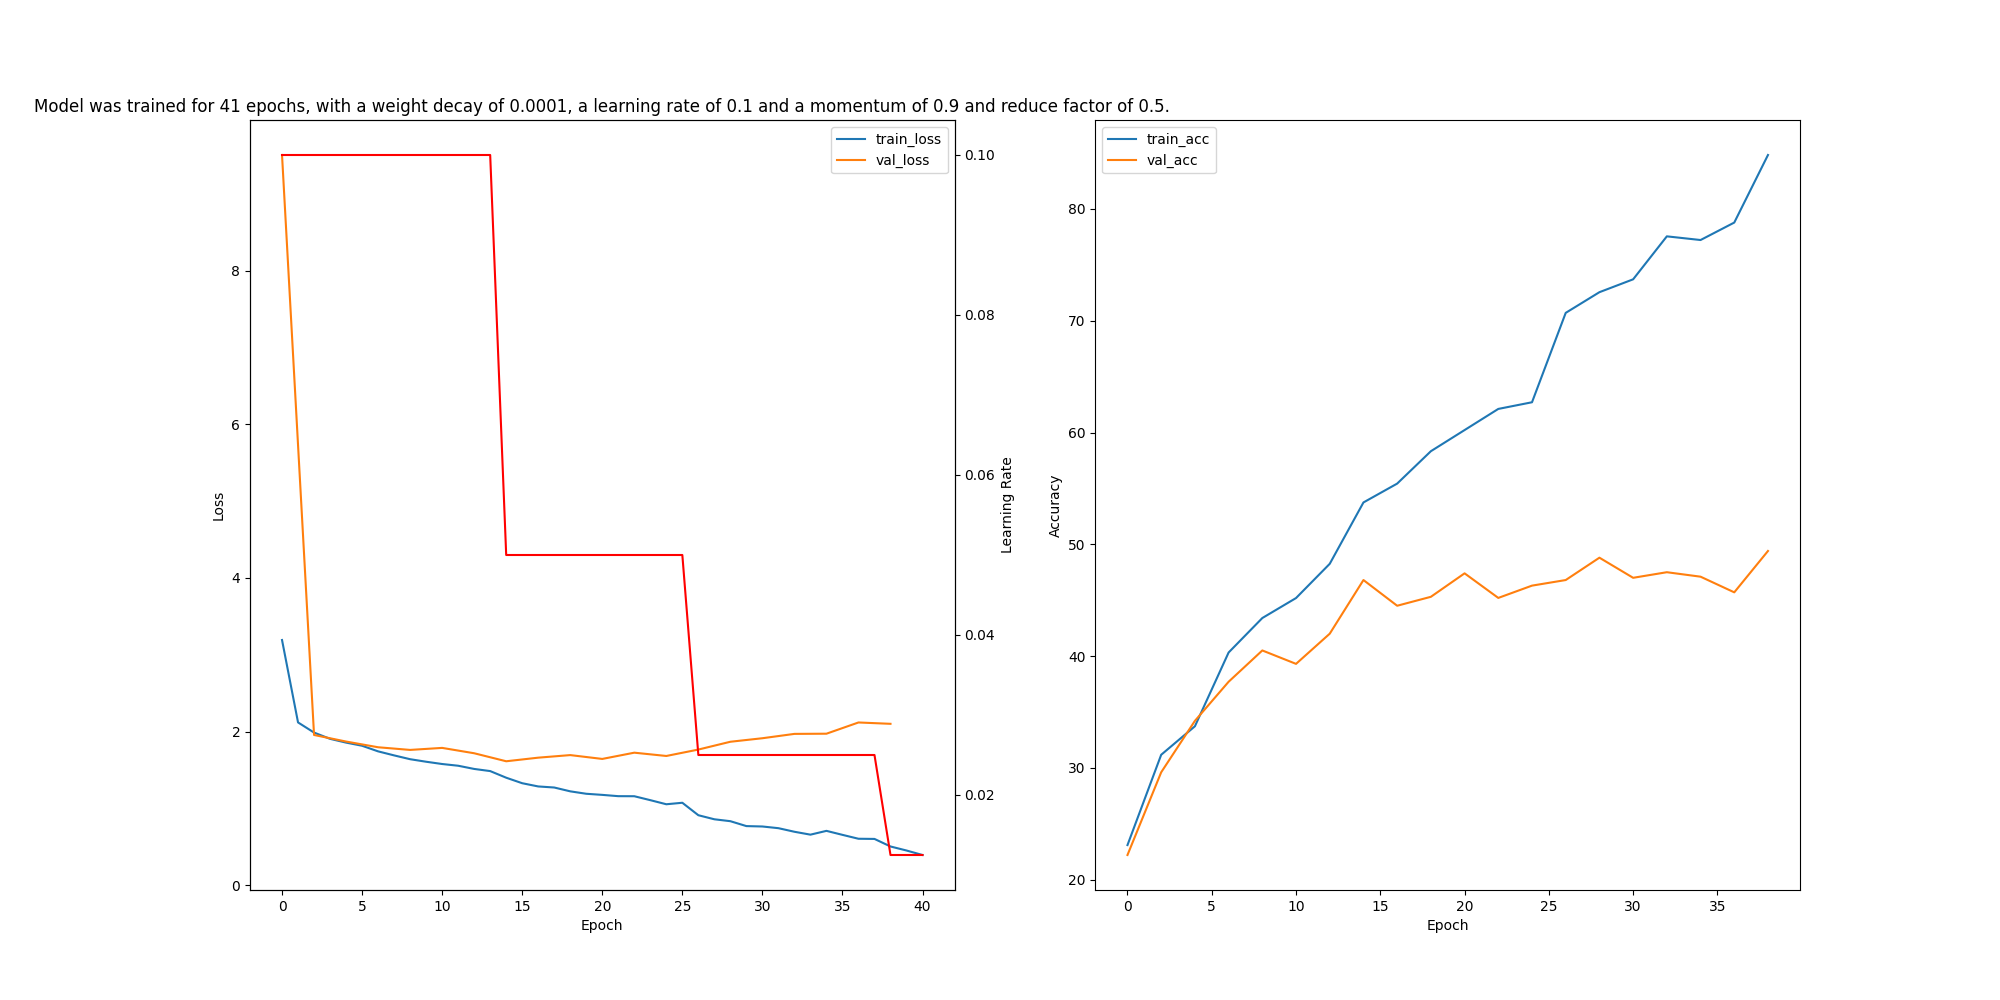 Model was trained for 41 epochs, with a weight decay of 0.0001, a learning rate of 0.1 and a momentum of 0.9 and reduce factor of 0.5.
train_loss
val_loss
8
6
4
2
0
Loss
0 5 10 15 20 25 30 35 40
Epoch
0.10
0.08
0.06
0.04
0.02
Learning Rate
train_acc
val_acc
80
70
60
50
40
30
20
Accuracy
0 5 10 15 20 25 30 35
Epoch